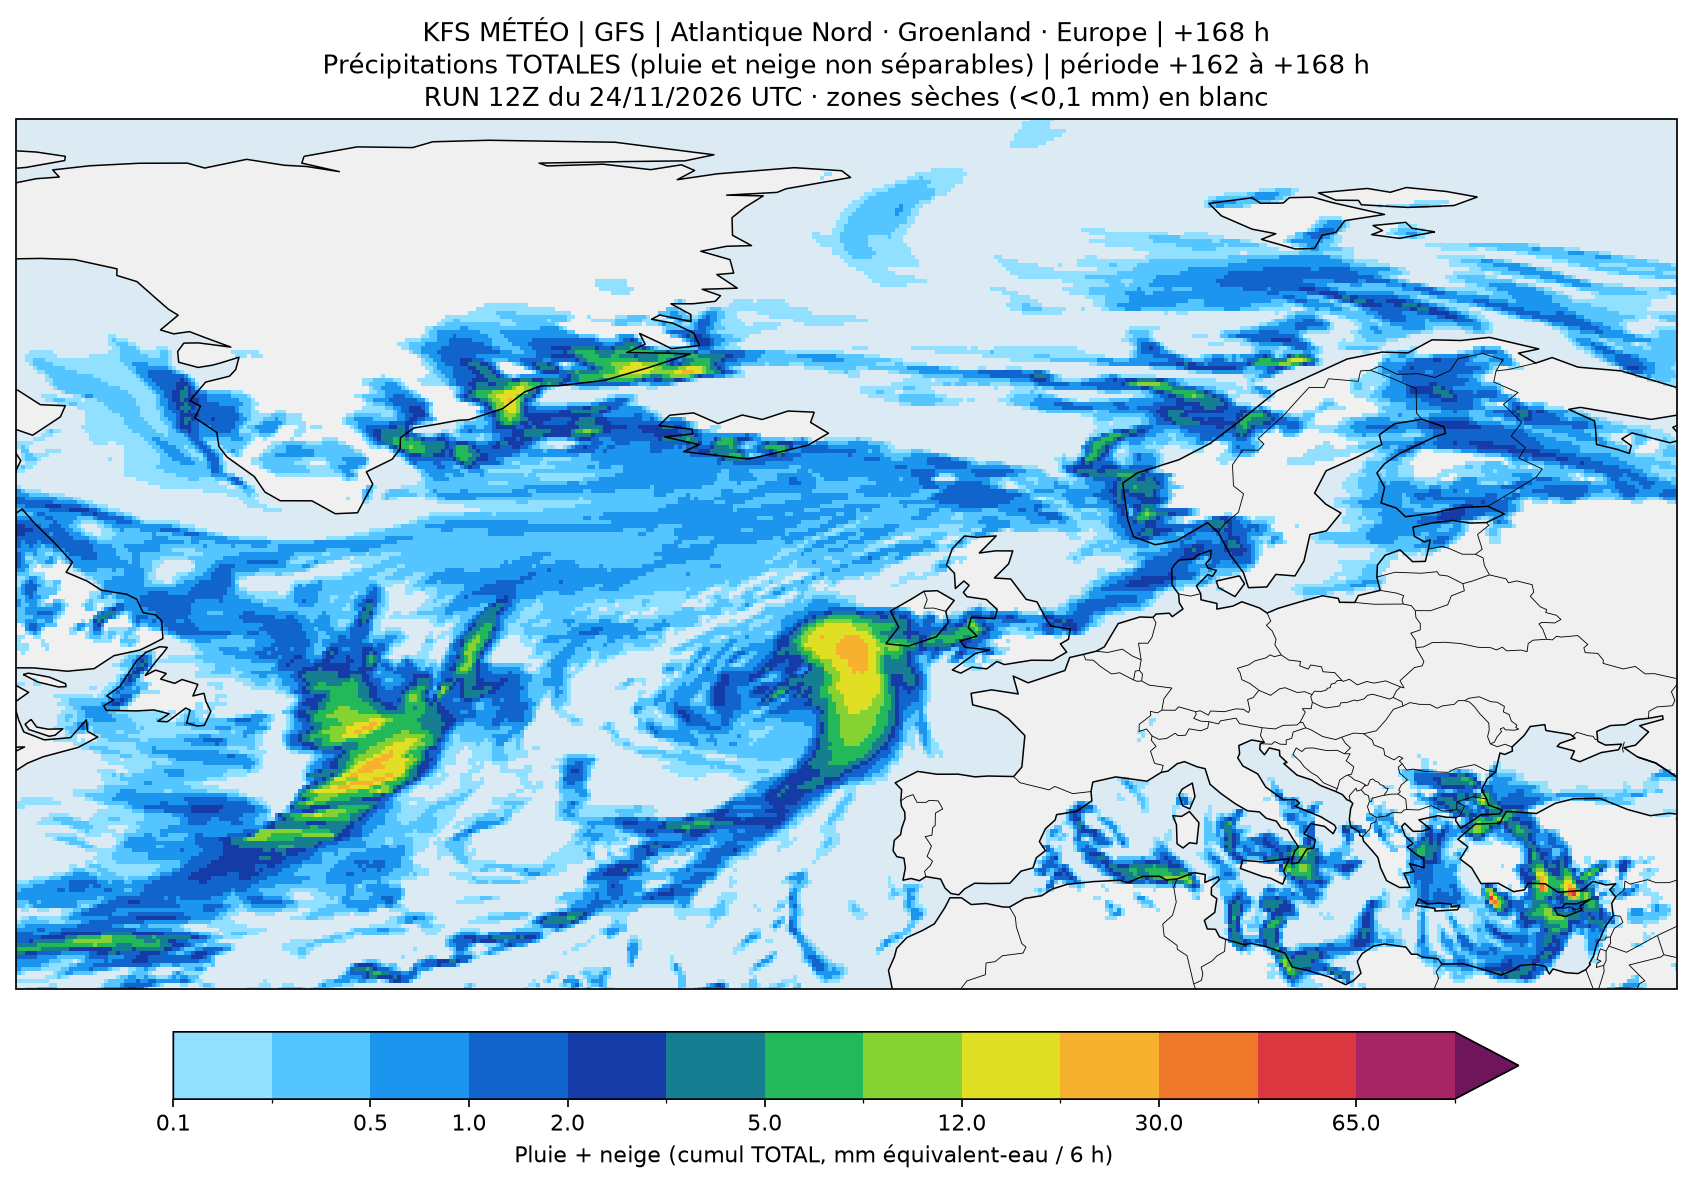 KFS MÉTÉO | GFS | Atlantique Nord · Groenland · Europe | +168 h
Précipitations TOTALES (pluie et neige non séparables) | période +162 à +168 h
RUN 12Z du 24/11/2026 UTC · zones sèches (<0,1 mm) en blanc
0.1 0.5 1.0 2.0 5.0 12.0 30.0 65.0
Pluie + neige (cumul TOTAL, mm équivalent-eau / 6 h)